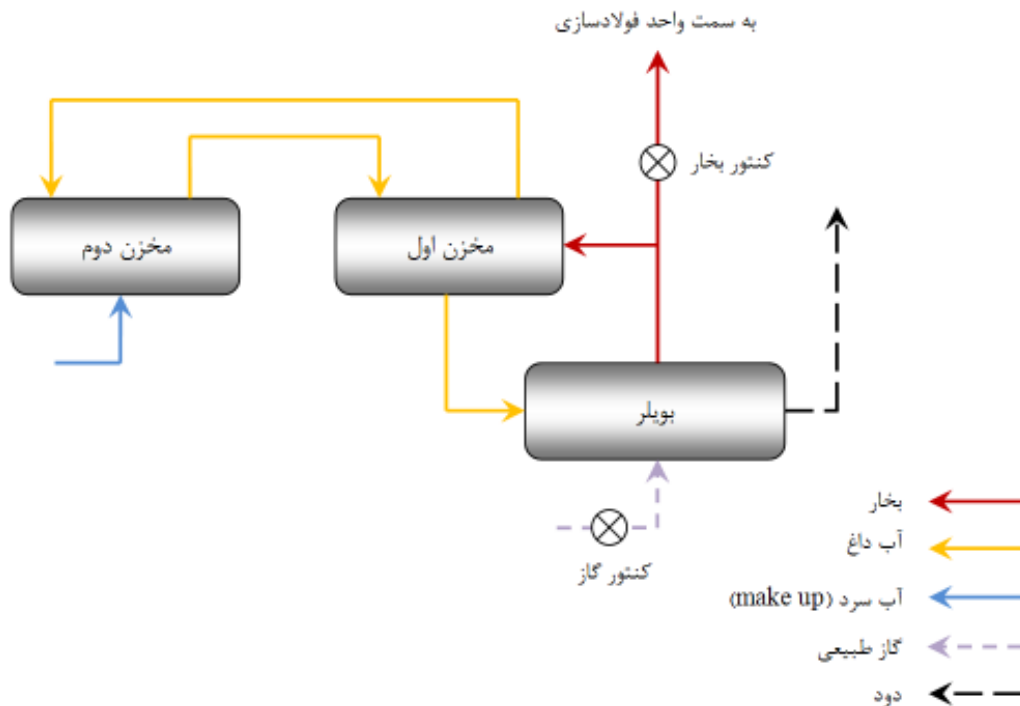 به سمت واحد فولادسازی
کنتور بخار
مخزن اول
مخزن دوم
بویلر
کنتور گاز
بخار
آب داغ
آب سرد (make up)
گاز طبیعی
دود